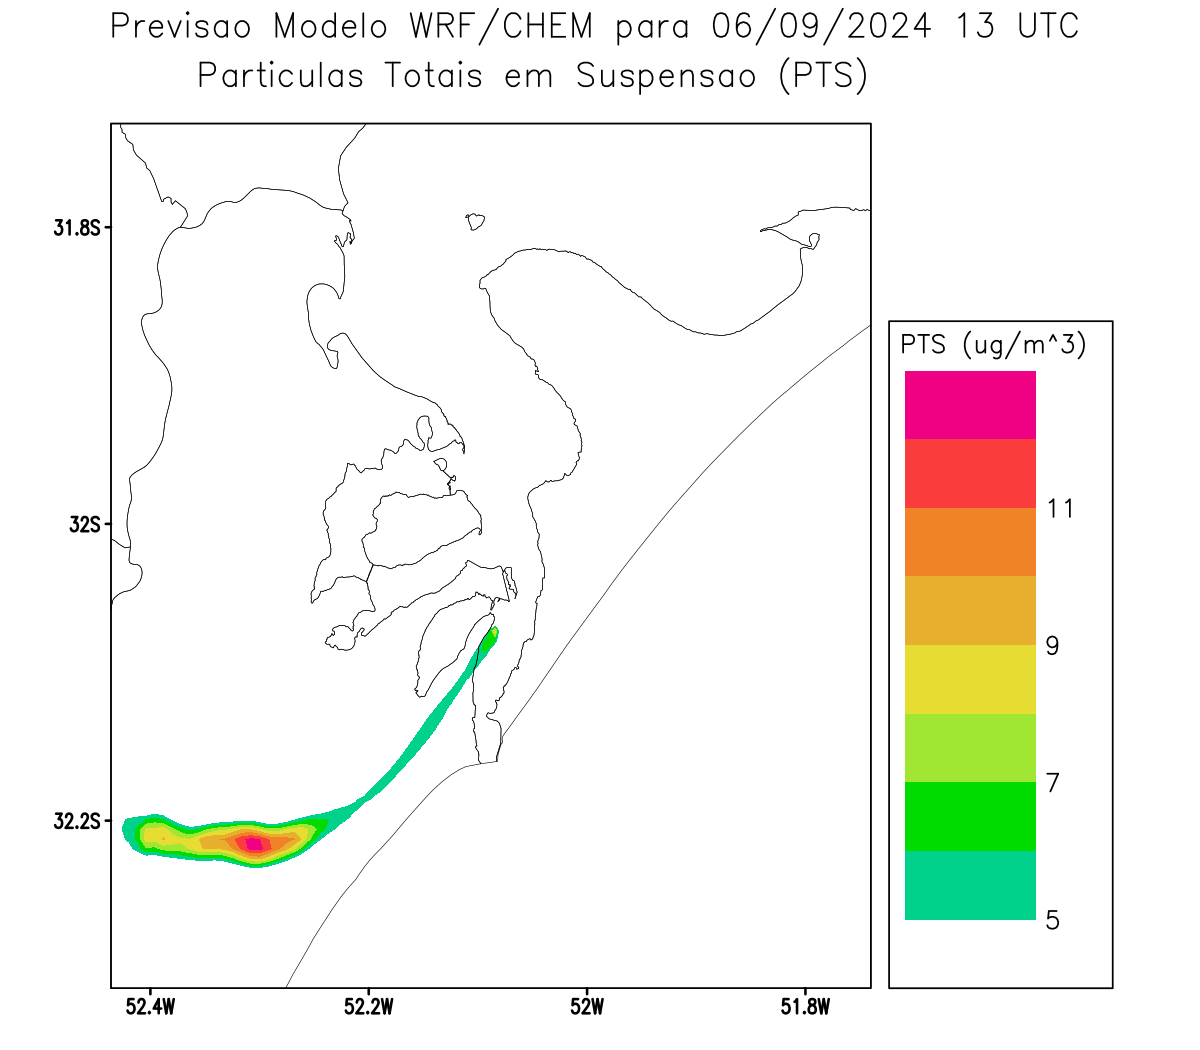 Previsao Modelo WRF/CHEM para 06/09/2024 13 UTC
Particulas Totais em Suspensao (PTS)
31.8S
32S
32.2S
52.4W
52.2W
52W
51.8W
PTS (ug/m^3)
11
9
7
5